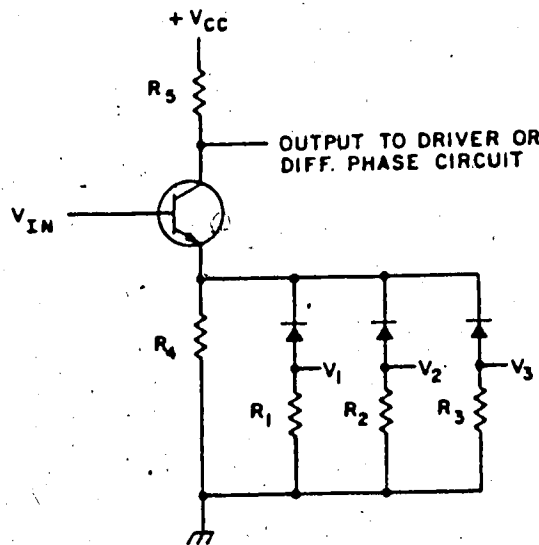 + VCC
R5
OUTPUT TO DRIVER OR
DIFF. PHASE CIRCUIT
VIN
R4
V1
V2
V3
R1
R2
R3